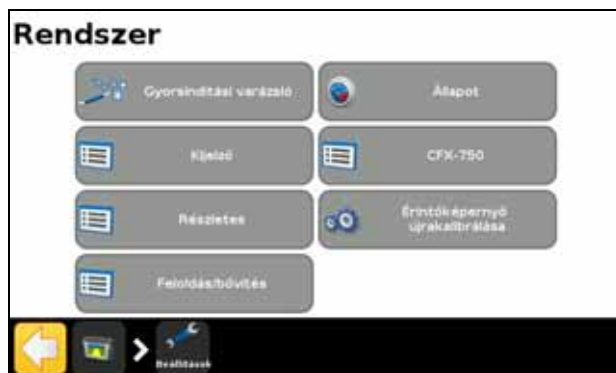 Rendszer
Gyorsindítási varázsló
Állapot
Kijelző
CFX-750
Részletes
Érintőképernyő
újrakalibrálása
Feloldás/bővítés
Beállítások